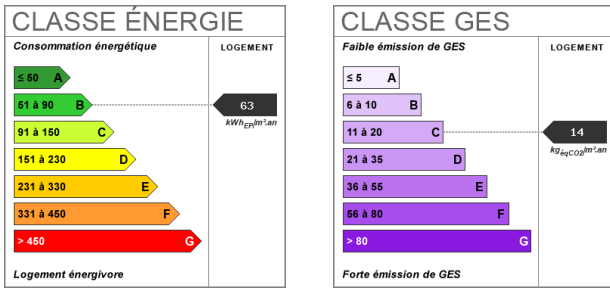 CLASSE ÉNERGIE
Consommation énergétique
LOGEMENT
≤ 50 A
51 à 90 B
63
kWhEP/m².an
91 à 150 C
151 à 230 D
231 à 330 E
331 à 450 F
> 450 G
Logement énergivore
CLASSE GES
Faible émission de GES
LOGEMENT
≤ 5 A
6 à 10 B
11 à 20 C
14
kgéqCO2/m².an
21 à 35 D
36 à 55 E
56 à 80 F
> 80 G
Forte émission de GES